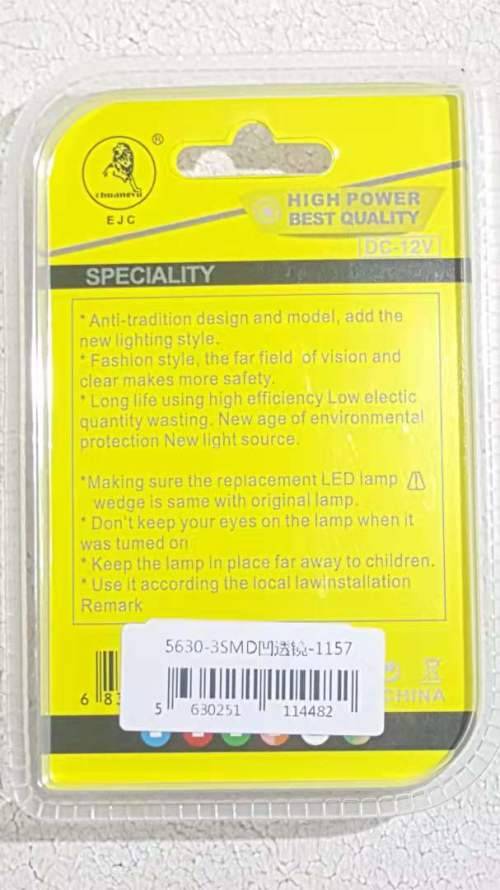 ®
chuangyu
EJC
HIGH POWER
BEST QUALITY
DC-12V
SPECIALITY
* Anti-tradition design and model, add the
new lighting style.
* Fashion style, the far field of vision and
clear makes more safety.
* Long life using high efficiency Low electic
quantity wasting. New age of environmental
protection New light source.
*Making sure the replacement LED lamp
wedge is same with original lamp.
* Don't keep your eyes on the lamp when it
was tumed on
* Keep the lamp in place far away to children.
* Use it according the local lawInstallation
Remark
5630-3SMD凹透镜-1157
6 83
CHINA
5 630251 114482